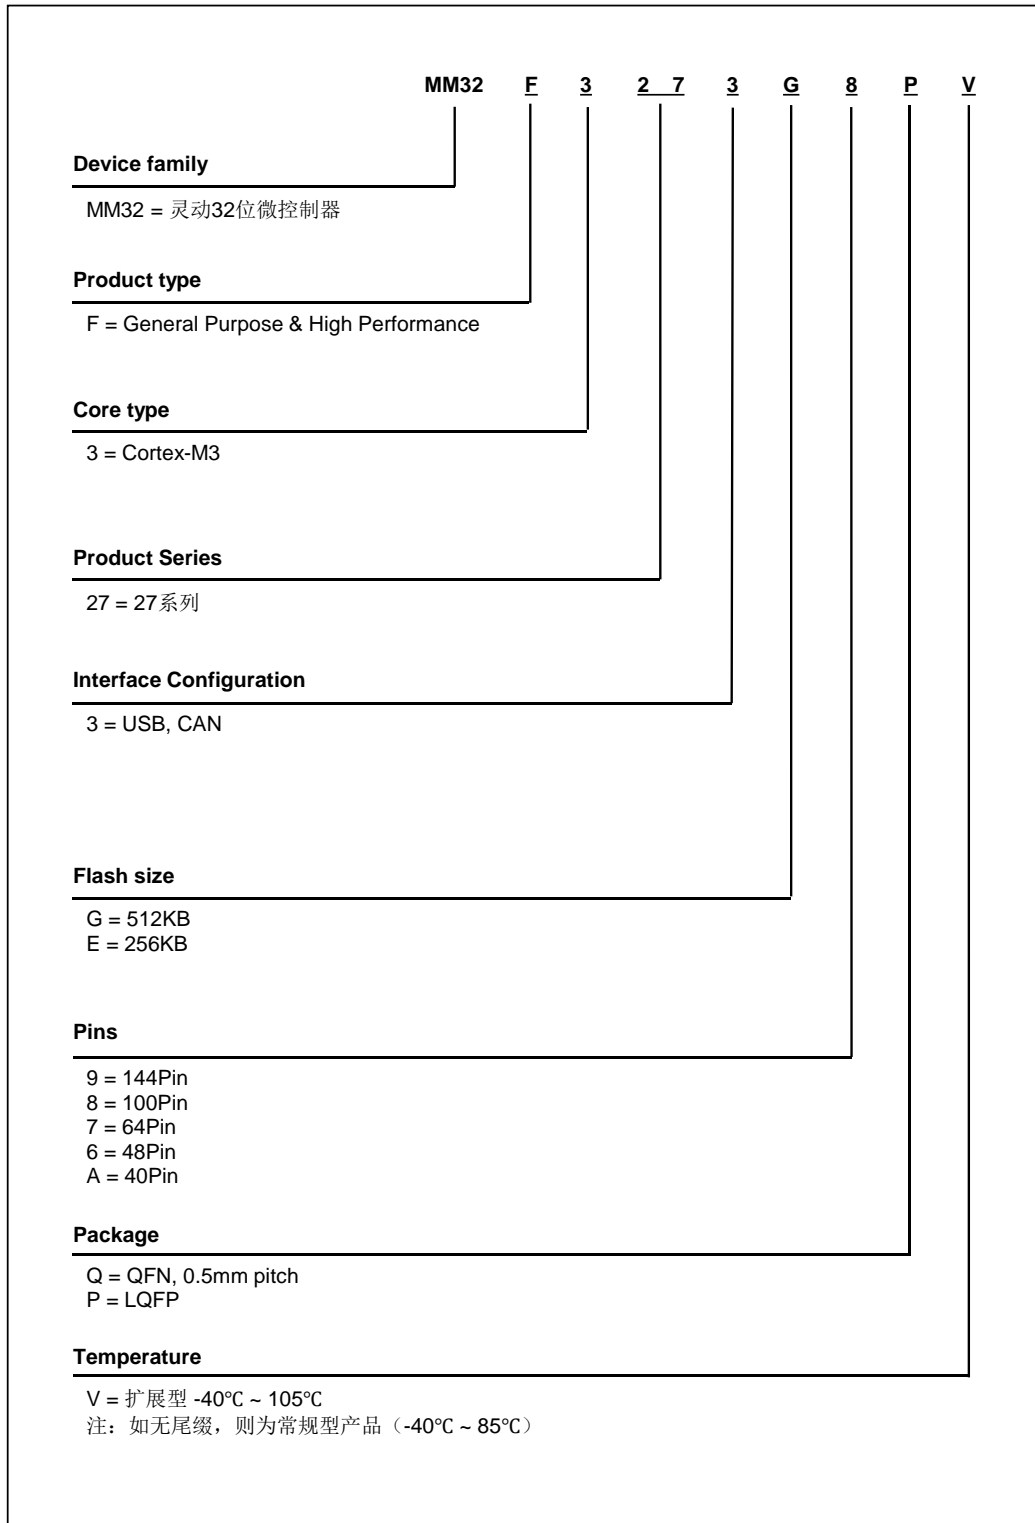 MM32 F 3 2 7 3 G 8 P V
Device family
MM32 = 灵动32位微控制器
Product type
F = General Purpose & High Performance
Core type
3 = Cortex-M3
Product Series
27 = 27系列
Interface Configuration
3 = USB, CAN
Flash size
G = 512KB
E = 256KB
Pins
9 = 144Pin
8 = 100Pin
7 = 64Pin
6 = 48Pin
A = 40Pin
Package
Q = QFN, 0.5mm pitch
P = LQFP
Temperature
V = 扩展型 -40℃ ~ 105℃
注：如无尾缀，则为常规型产品（-40℃ ~ 85℃）